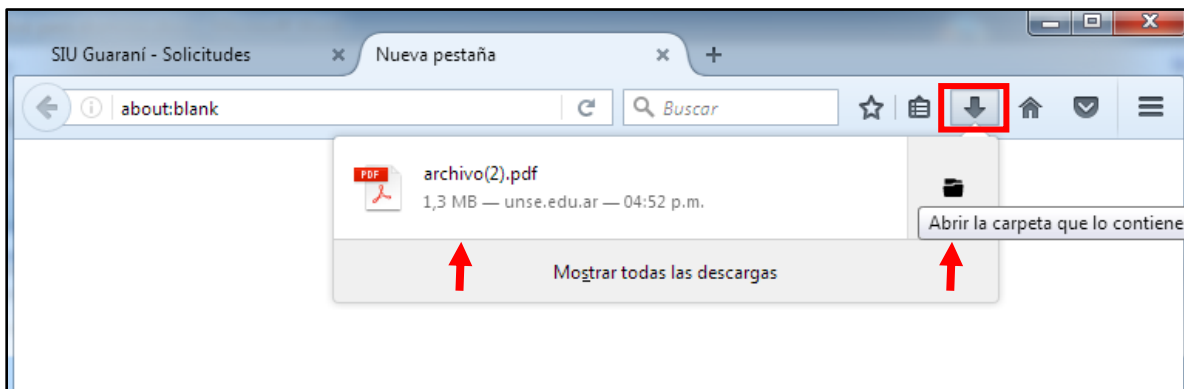 SIU Guaraní - Solicitudes
Nueva pestaña
about:blank
Buscar
PDF
archivo(2).pdf
1,3 MB — unse.edu.ar — 04:52 p.m.
Abrir la carpeta que lo contiene
Mostrar todas las descargas